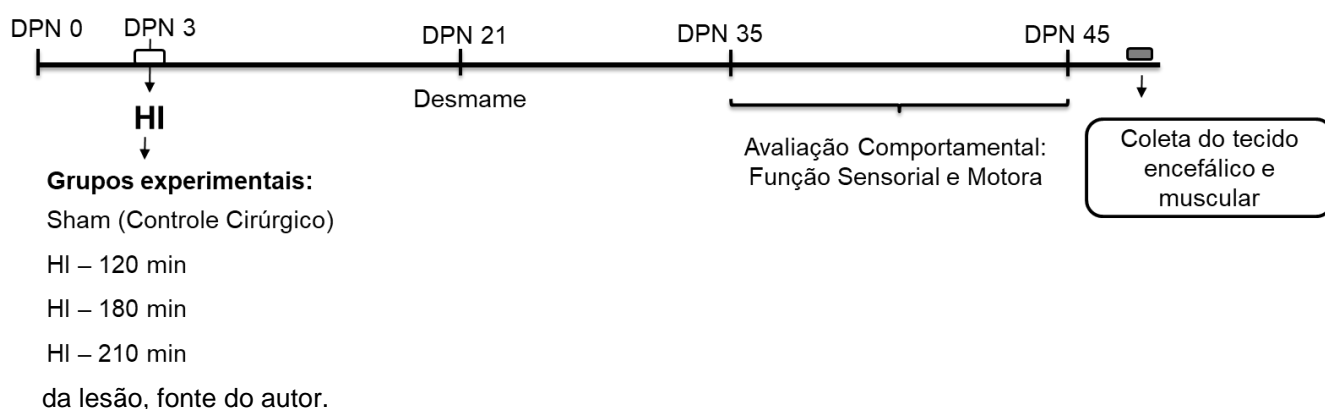 DPN 0
DPN 3
DPN 21
DPN 35
DPN 45
HI
Desmame
Grupos experimentais:
Sham (Controle Cirúrgico)
HI – 120 min
HI – 180 min
HI – 210 min
Avaliação Comportamental:
Função Sensorial e Motora
Coleta do tecido
encefálico e
muscular
da lesão, fonte do autor.